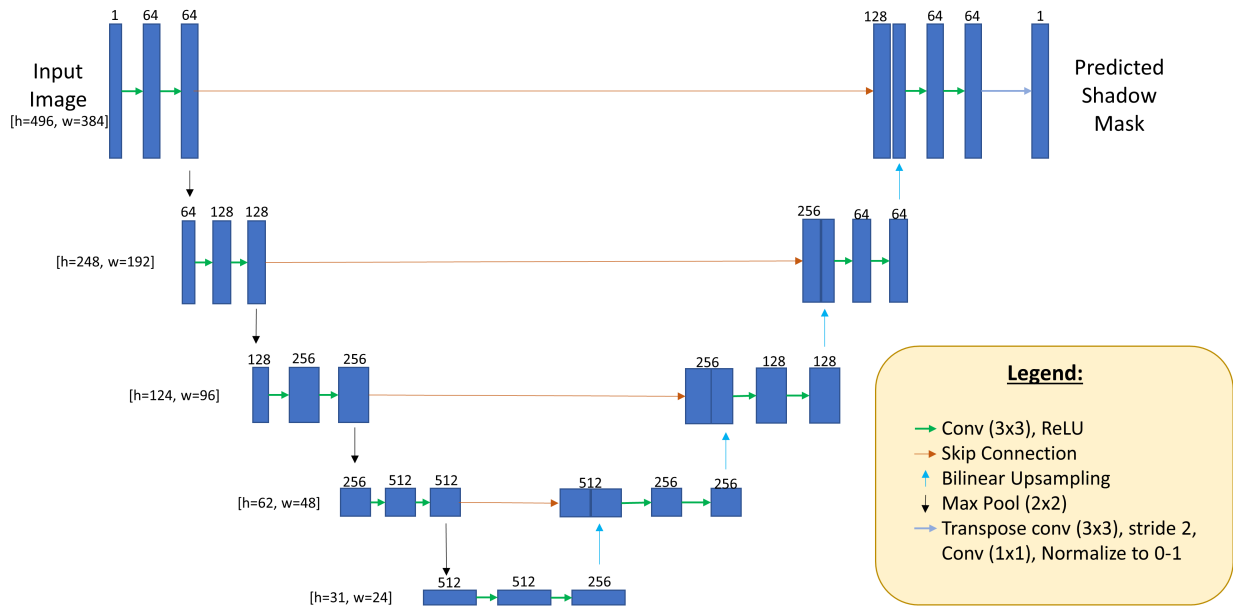 1 64 64 128 64 64 1
Input
Image
[h=496, w=384]
Predicted
Shadow
Mask
64 128 128 256 64 64
[h=248, w=192]
128 256 256 256 128 128
[h=124, w=96]
256 512 512 512 256 256
[h=62, w=48]
512 512 256
[h=31, w=24]
Legend:
Conv (3x3), ReLU
Skip Connection
Bilinear Upsampling
Max Pool (2x2)
Transpose conv (3x3), stride 2,
Conv (1x1), Normalize to 0-1